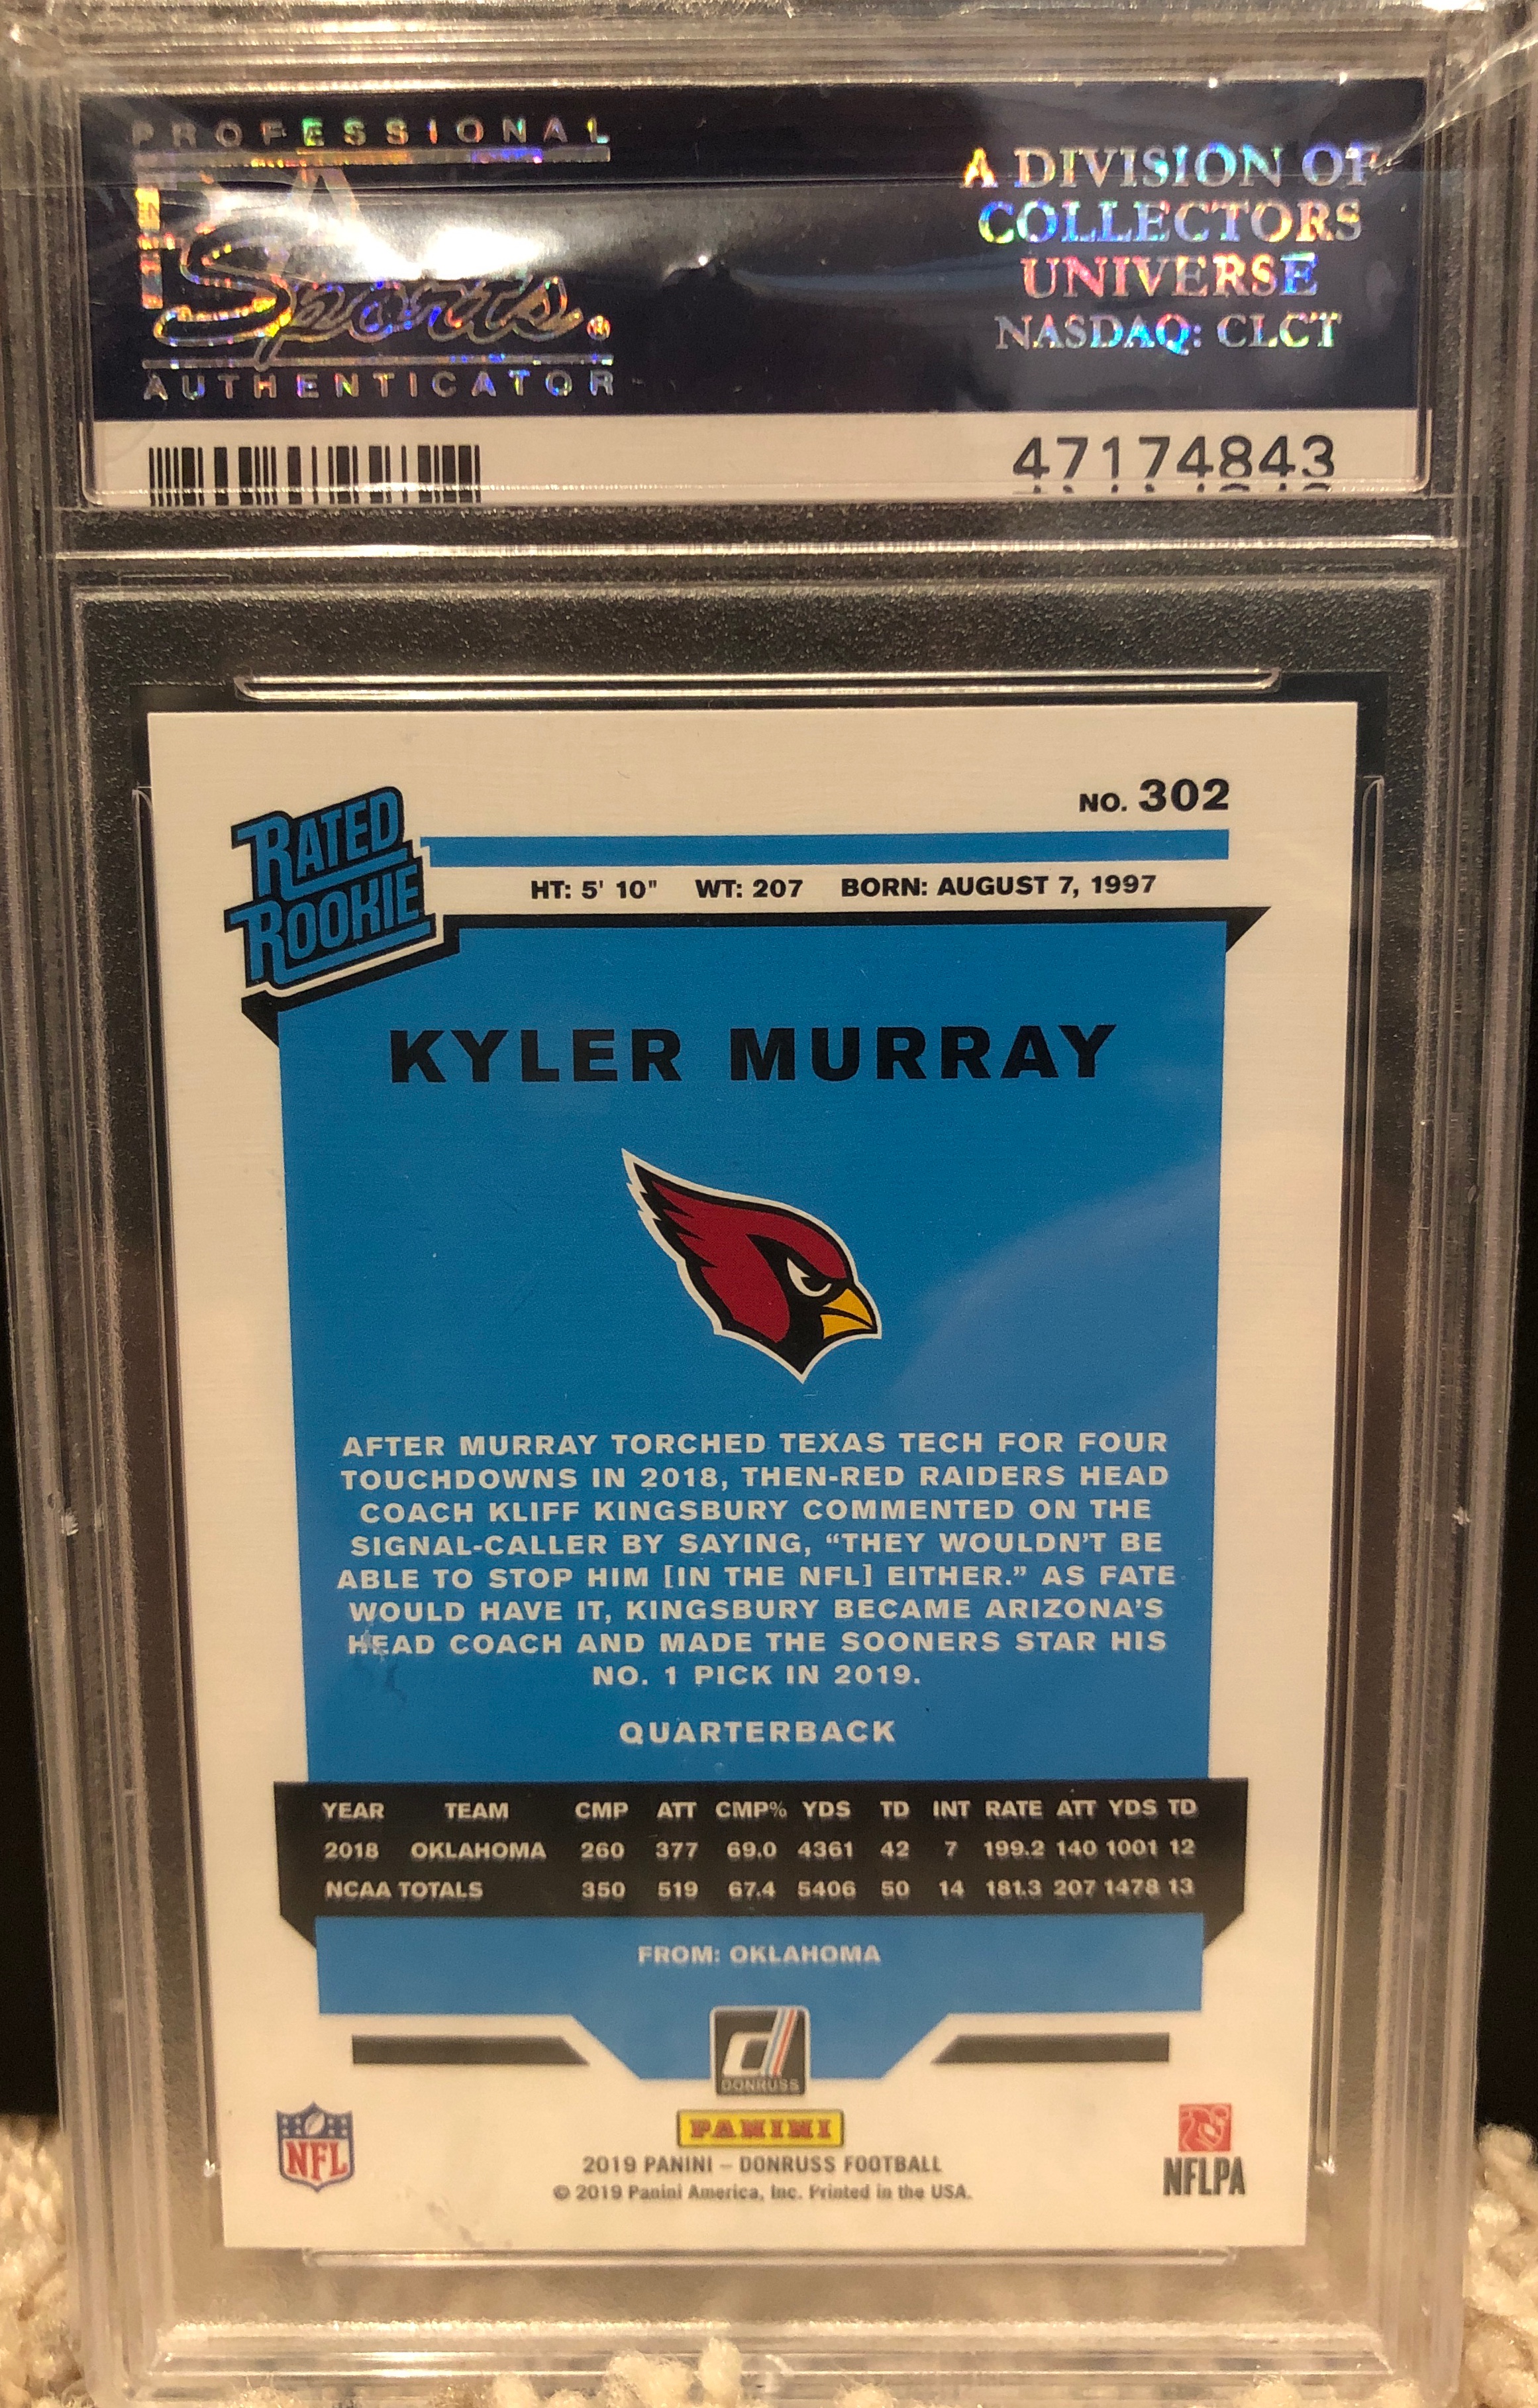 PROFESSIONAL
Sports®
AUTHENTICATOR
A DIVISION OF
COLLECTORS
UNIVERSE
NASDAQ: CLCT
47174843
RATED
ROOKIE
NO. 302
HT: 5' 10" WT: 207 BORN: AUGUST 7, 1997
KYLER MURRAY
AFTER MURRAY TORCHED TEXAS TECH FOR FOUR
TOUCHDOWNS IN 2018, THEN-RED RAIDERS HEAD
COACH KLIFF KINGSBURY COMMENTED ON THE
SIGNAL-CALLER BY SAYING, “THEY WOULDN’T BE
ABLE TO STOP HIM [IN THE NFL] EITHER.” AS FATE
WOULD HAVE IT, KINGSBURY BECAME ARIZONA’S
HEAD COACH AND MADE THE SOONERS STAR HIS
NO. 1 PICK IN 2019.
QUARTERBACK
YEAR TEAM CMP ATT CMP% YDS TD INT RATE ATT YDS TD
2018 OKLAHOMA 260 377 69.0 4361 42 7 199.2 140 1001 12
NCAA TOTALS 350 519 67.4 5406 50 14 181.3 207 1478 13
FROM: OKLAHOMA
d
DONRUSS
PANINI
NFL
2019 PANINI – DONRUSS FOOTBALL
© 2019 Panini America, Inc. Printed in the USA.
NFLPA